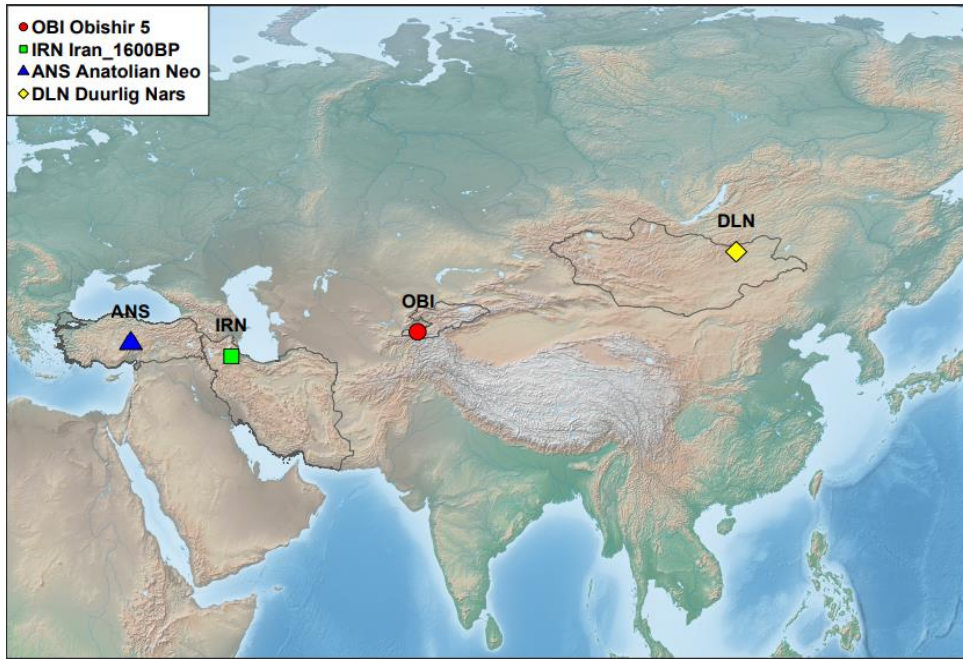 OBI Obishir 5
IRN Iran_1600BP
ANS Anatolian Neo
DLN Duurlig Nars
DLN
OBI
ANS
IRN